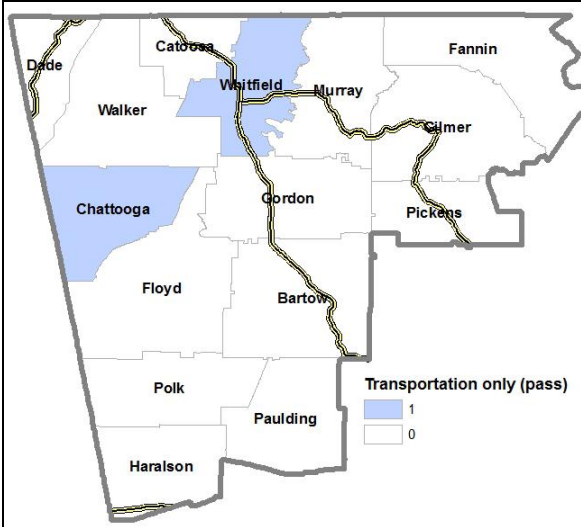 Fannin
Catoosa
Dade
Whitfield
Murray
Walker
Gilmer
Chattooga
Gordon
Pickens
Floyd
Bartow
Transportation only (pass)
1
0
Polk
Paulding
Haralson